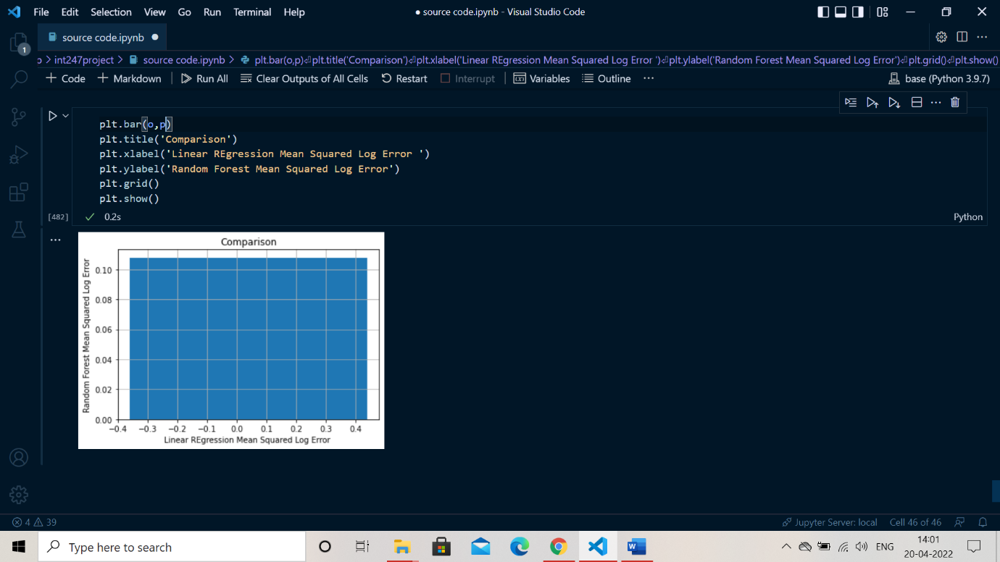 File Edit Selection View Go Run Terminal Help ● source code.ipynb - Visual Studio Code
source code.ipynb ●
1
> int247project > source code.ipynb > plt.bar(o,p)⏎plt.title('Comparison')⏎plt.xlabel('Linear REgression Mean Squared Log Error ')⏎plt.ylabel('Random Forest Mean Squared Log Error')⏎plt.grid()⏎plt.show()
+ Code + Markdown Run All Clear Outputs of All Cells Restart Interrupt Variables Outline ··· base (Python 3.9.7)
plt.bar(o,p)
plt.title('Comparison')
plt.xlabel('Linear REgression Mean Squared Log Error ')
plt.ylabel('Random Forest Mean Squared Log Error')
plt.grid()
plt.show()
[482] ✓ 0.2s Python
Comparison
Random Forest Mean Squared Log Error
0.10
0.08
0.06
0.04
0.02
0.00
−0.4 −0.3 −0.2 −0.1 0.0 0.1 0.2 0.3 0.4
Linear REgression Mean Squared Log Error
4 39 Jupyter Server: local Cell 46 of 46
Type here to search ENG 14:01
20-04-2022